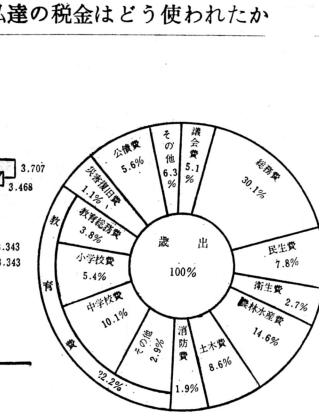 私達の税金はどう使われたか
3.707
3.468
3.343
3.343
歳出
100%
議会費
5.1
%
総務費
30.1%
民生費
7.8%
衛生費
2.7%
農林水産費
14.6%
土木費
8.6%
消防費
1.9%
教育費
22.2%
その他
2.9%
中学校費
10.1%
小学校費
5.4%
教育総務費
3.8%
災害復旧費
1.1%
公債費
5.6%
その他
6.3
%